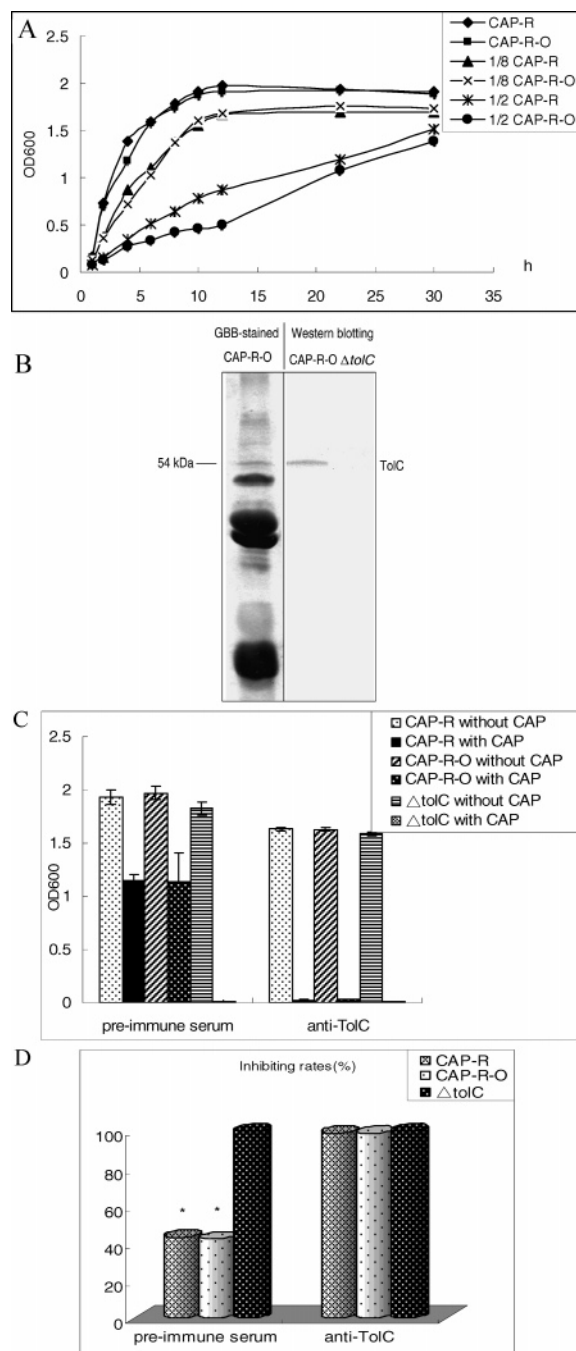 A
CAP-R
CAP-R-O
1/8 CAP-R
1/8 CAP-R-O
1/2 CAP-R
1/2 CAP-R-O
2.5
2
1.5
1
0.5
0
OD600
0 5 10 15 20 25 30 35
h
B
GBB-stained Western blotting
CAP-R-O CAP-R-O ΔtolC
54 kDa
TolC
C
CAP-R without CAP
CAP-R with CAP
CAP-R-O without CAP
CAP-R-O with CAP
△tolC without CAP
△tolC with CAP
2.5
2
1.5
1
0.5
0
OD600
pre-immune serum anti-TolC
D
Inhibiting rates(%)
CAP-R
CAP-R-O
△tolC
100
80
60
40
20
0
* *
pre-immune serum anti-TolC